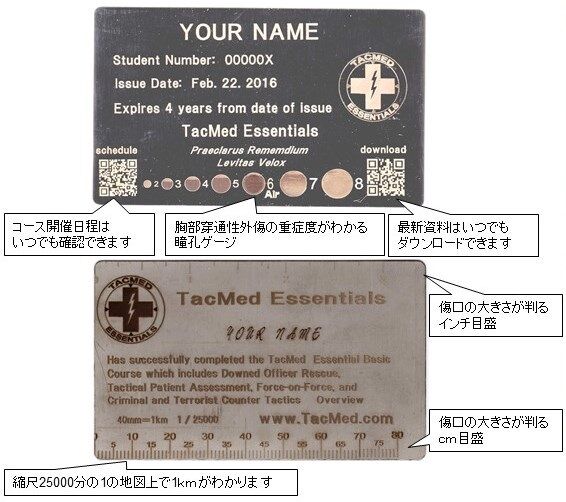 YOUR NAME
Student Number: 00000X
Issue Date: Feb. 22. 2016
Expires 4 years from date of issue
TACMED
ESSENTIALS
TacMed Essentials
Praeclarus Rememdium
Levitas Velox
schedule
download
2 3 4 5 6 7 8
Air
コース開催日程は
いつでも確認できます
胸部穿通性外傷の重症度がわかる
瞳孔ゲージ
最新資料はいつでも
ダウンロードできます
TACMED
ESSENTIALS
TacMed Essentials
YOUR NAME
Has successfully completed the TacMed Essential Basic
Course which includes Downed Officer Rescue,
Tactical Patient Assessment, Force-on-Force, and
Criminal and Terrorist Counter Tactics Overview
40mm=1km 1/25000
www.TacMed.com
5 10 15 20 25 30 35 40 45 50 55 60 65 70 75 80
傷口の大きさが判る
インチ目盛
傷口の大きさが判る
cm目盛
縮尺25000分の1の地図上で1kmがわかります